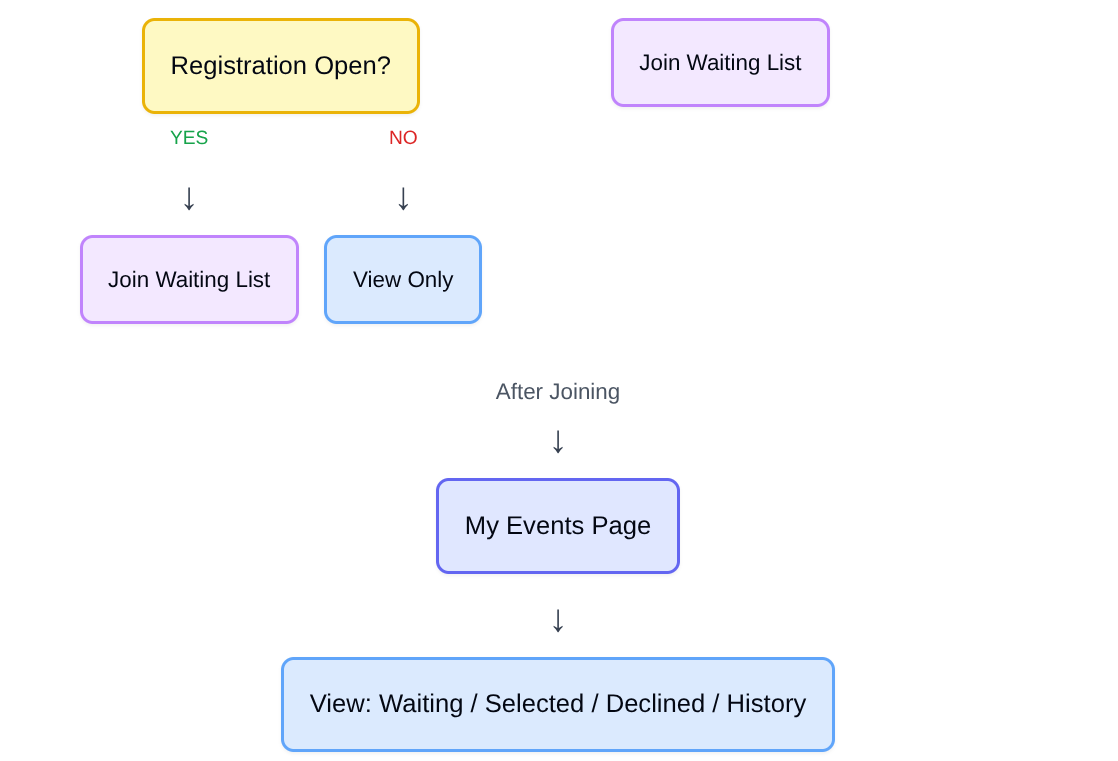 Registration Open?
Join Waiting List
YES
NO
↓
↓
Join Waiting List
View Only
After Joining
↓
My Events Page
↓
View: Waiting / Selected / Declined / History